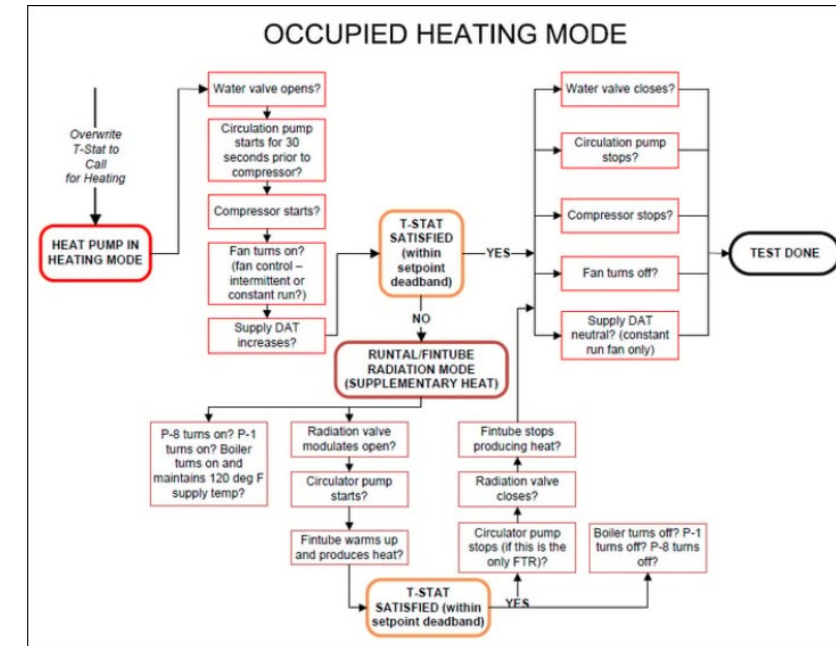 OCCUPIED HEATING MODE
Overwrite
T-Stat to
Call
for Heating
HEAT PUMP IN
HEATING MODE
Water valve opens?
Circulation pump
starts for 30
seconds prior to
compressor?
Compressor starts?
Fan turns on?
(fan control –
intermittent or
constant run?)
Supply DAT
increases?
T-STAT
SATISFIED
(within
setpoint
deadband)
YES
NO
Water valve closes?
Circulation pump
stops?
Compressor stops?
Fan turns off?
Supply DAT
neutral? (constant
run fan only)
TEST DONE
RUNTAL/FINTUBE
RADIATION MODE
(SUPPLEMENTARY HEAT)
P-8 turns on? P-1
turns on? Boiler
turns on and
maintains 120 deg F
supply temp?
Radiation valve
modulates open?
Circulator pump
starts?
Fintube warms up
and produces heat?
T-STAT
SATISFIED (within
setpoint deadband)
YES
Fintube stops
producing heat?
Radiation valve
closes?
Circulator pump
stops (if this is the
only FTR)?
Boiler turns off? P-1
turns off? P-8 turns
off?